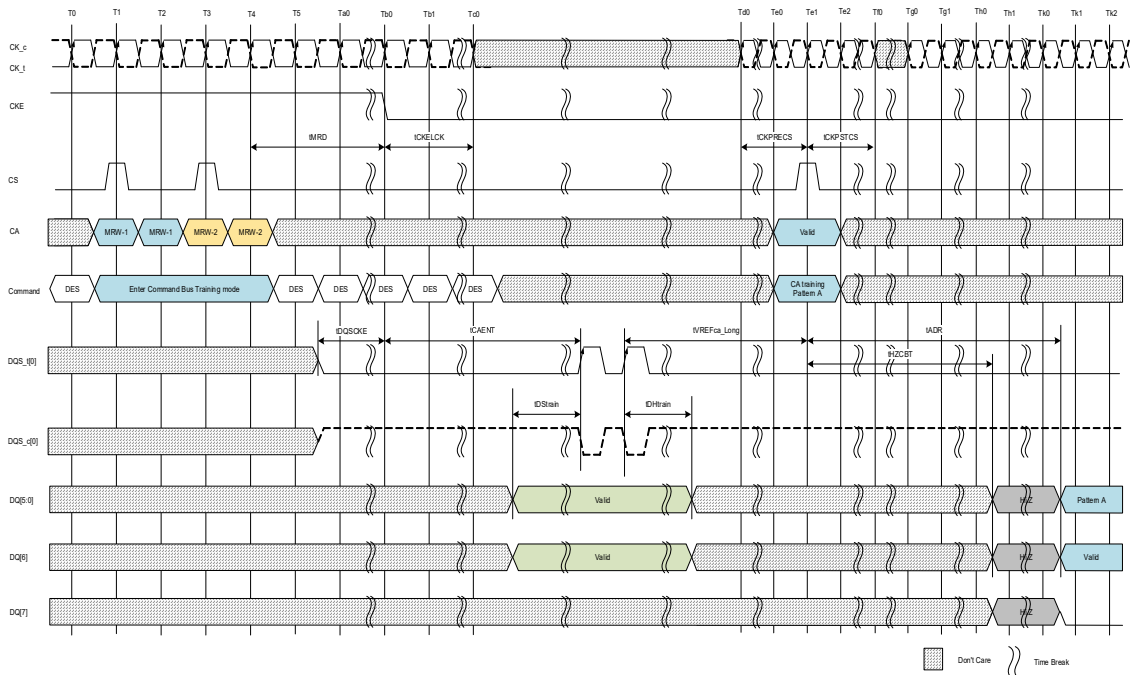 T0 T1 T2 T3 T4 T5 Ta0 Tb0 Tb1 Tc0 Td0 Te0 Te1 Te2 Tf0 Tg0 Tg1 Th0 Th1 Tk0 Tk1 Tk2
CK_c
CK_t
CKE
tMRD tCKELCK tCKPRECS tCKPSTCS
CS
CA MRW-1 MRW-1 MRW-2 MRW-2 Valid
Command DES Enter Command Bus Training mode DES DES DES DES DES CA training
Pattern A
tDQSCKE tCAENT tVREFca_Long tADR
tHZCBT
DQS_t[0]
tDStrain tDHtrain
DQS_c[0]
DQ[5:0] Valid Pattern A
DQ[6] Valid Valid
DQ[7]
Don't Care Time Break